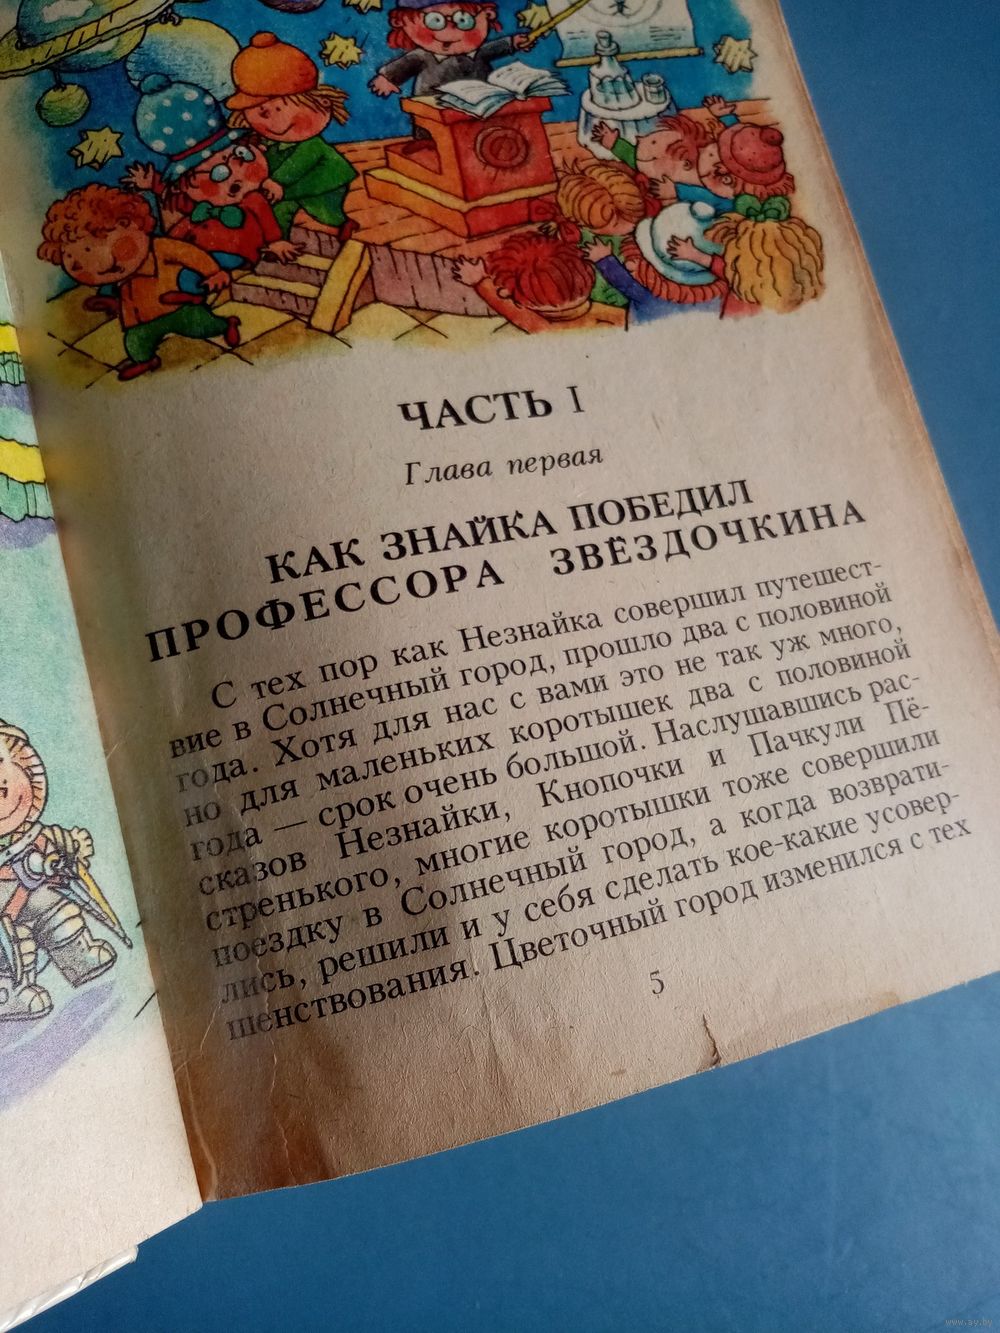 ЧАСТЬ I
Глава первая
КАК ЗНАЙКА ПОБЕДИЛ
ПРОФЕССОРА ЗВЁЗДОЧКИНА
С тех пор как Незнайка совершил путешест-
вие в Солнечный город, прошло два с половиной
года. Хотя для нас с вами это не так уж много,
но для маленьких коротышек два с половиной
года — срок очень большой. Наслушавшись рас-
сказов Незнайки, Кнопочки и Пачкули Пё-
стренького, многие коротышки тоже совершили
поездку в Солнечный город, а когда возврати-
лись, решили и у себя сделать кое-какие усовер-
шенствования. Цветочный город изменился с тех
5
www.ay.by